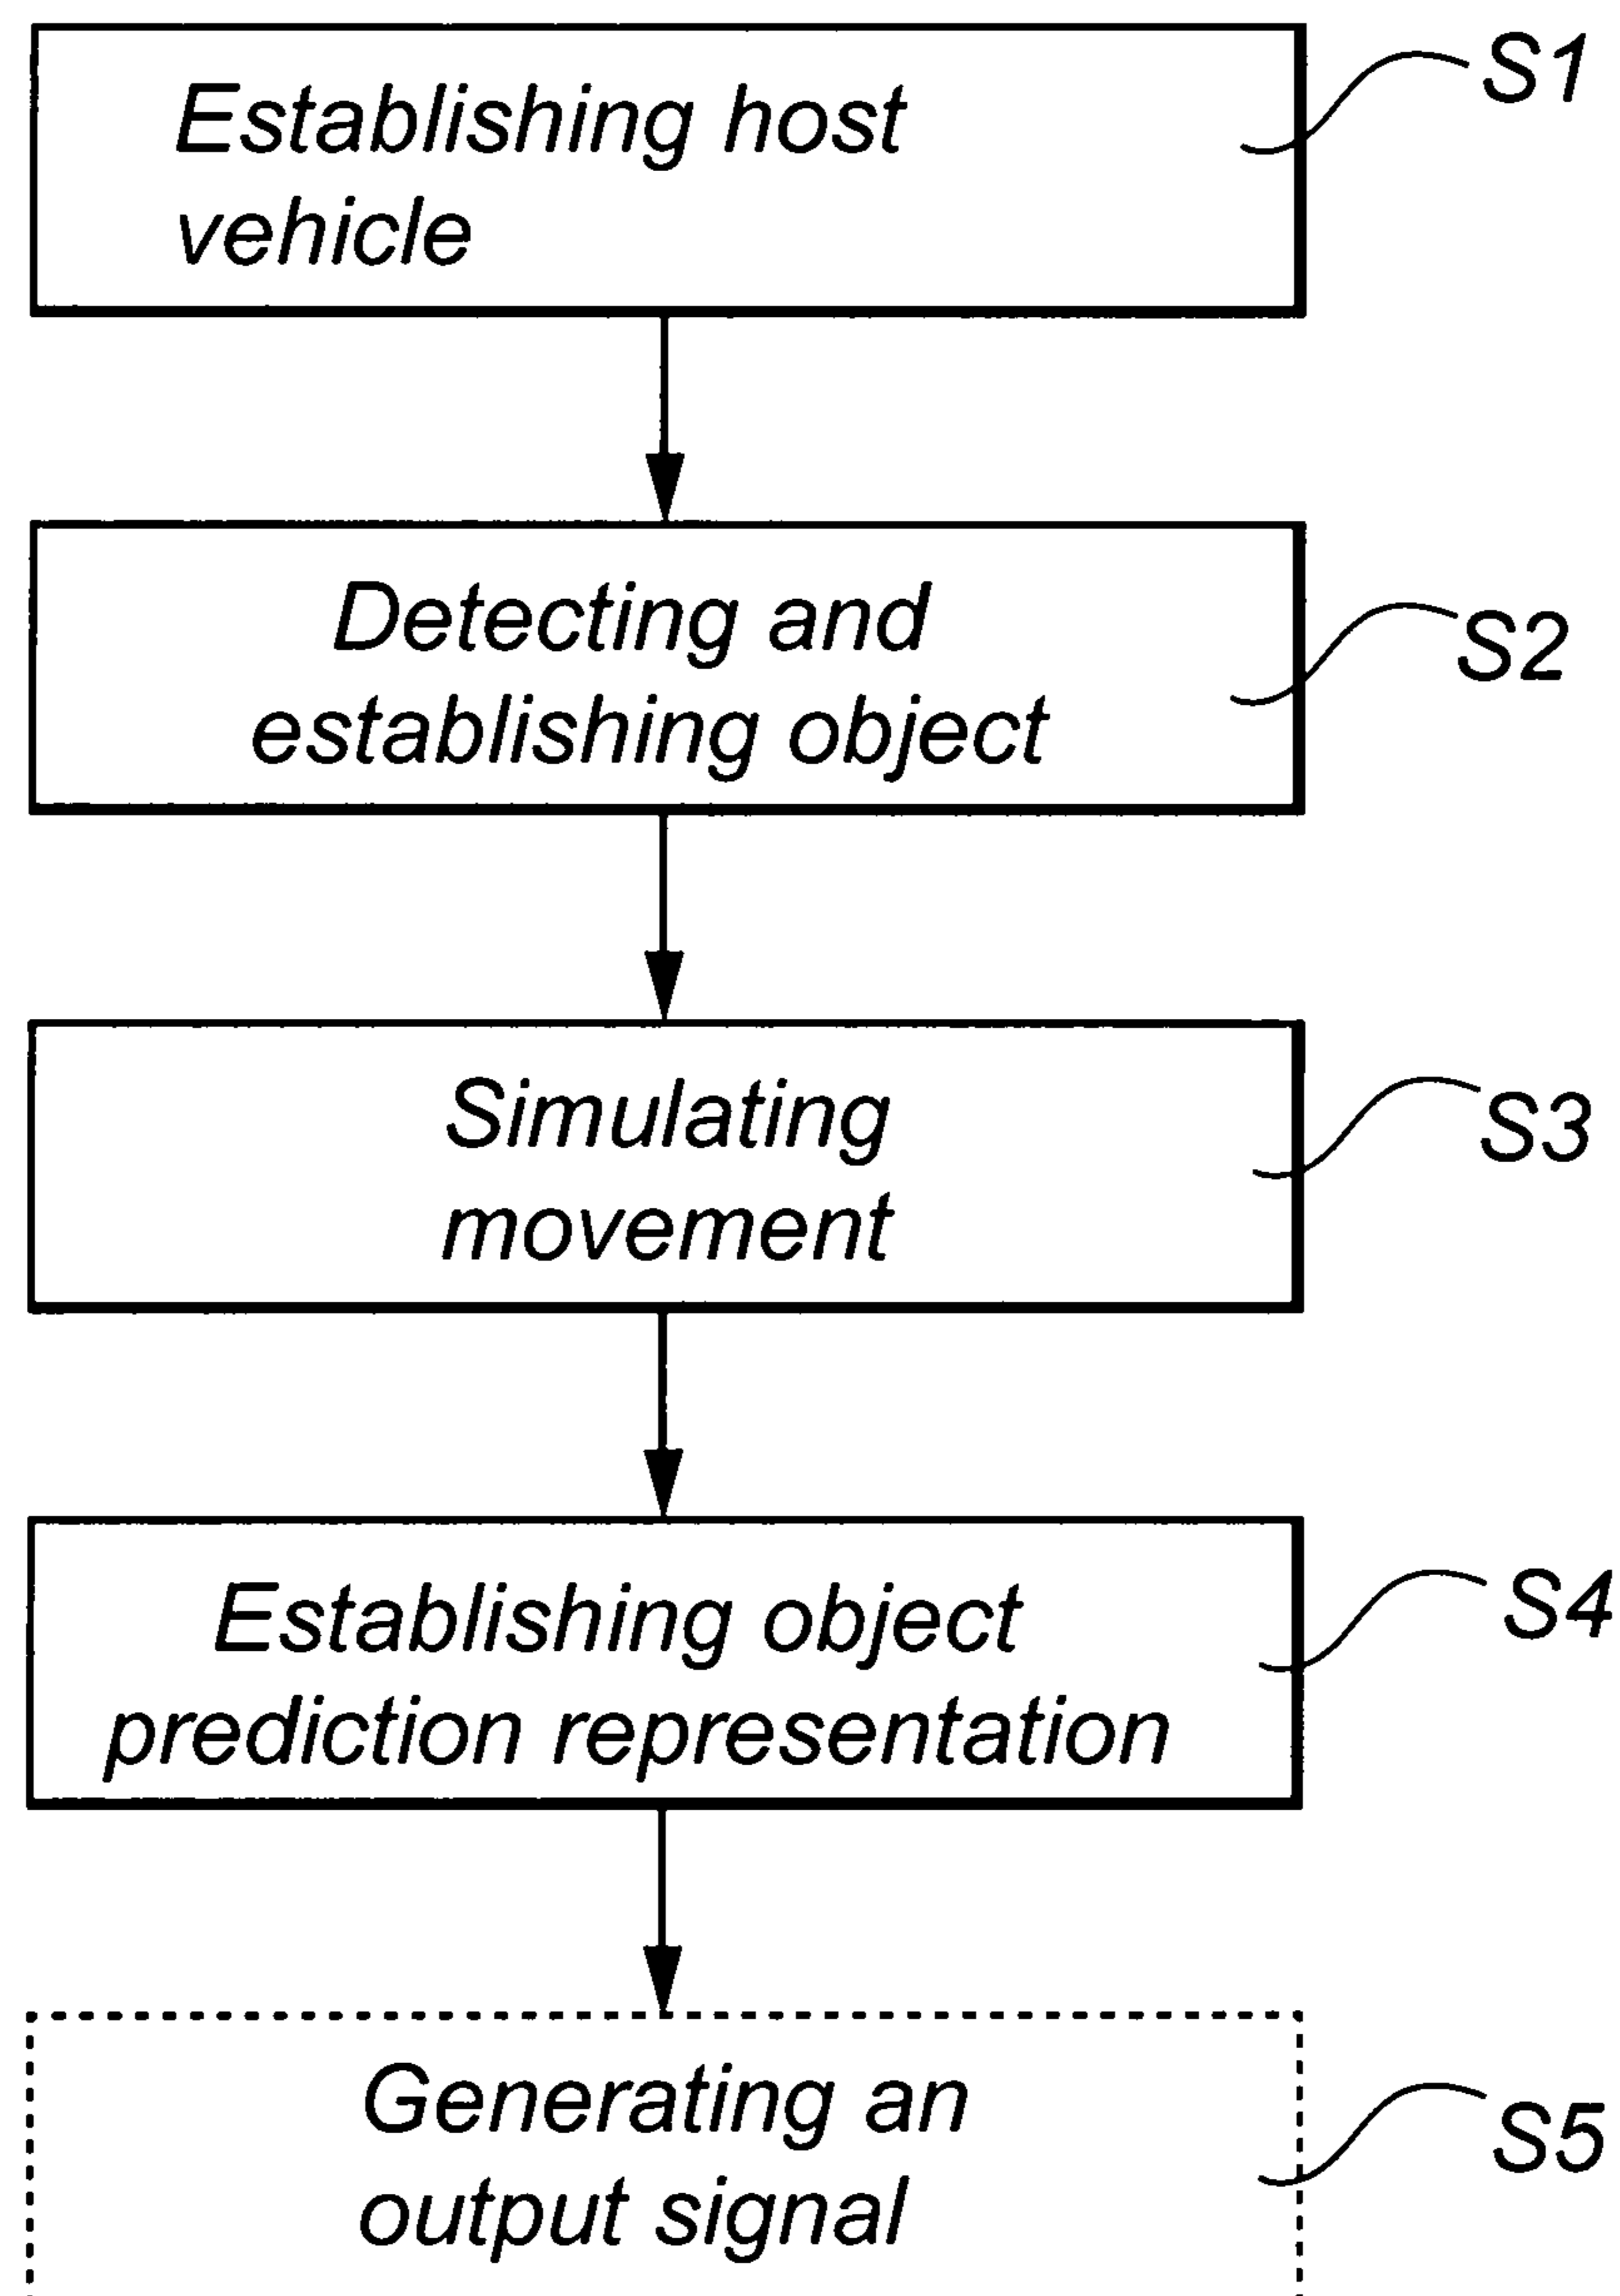 Establishing host
vehicle
S1
Detecting and
establishing object
S2
Simulating
movement
S3
Establishing object
prediction representation
S4
Generating an
output signal
S5